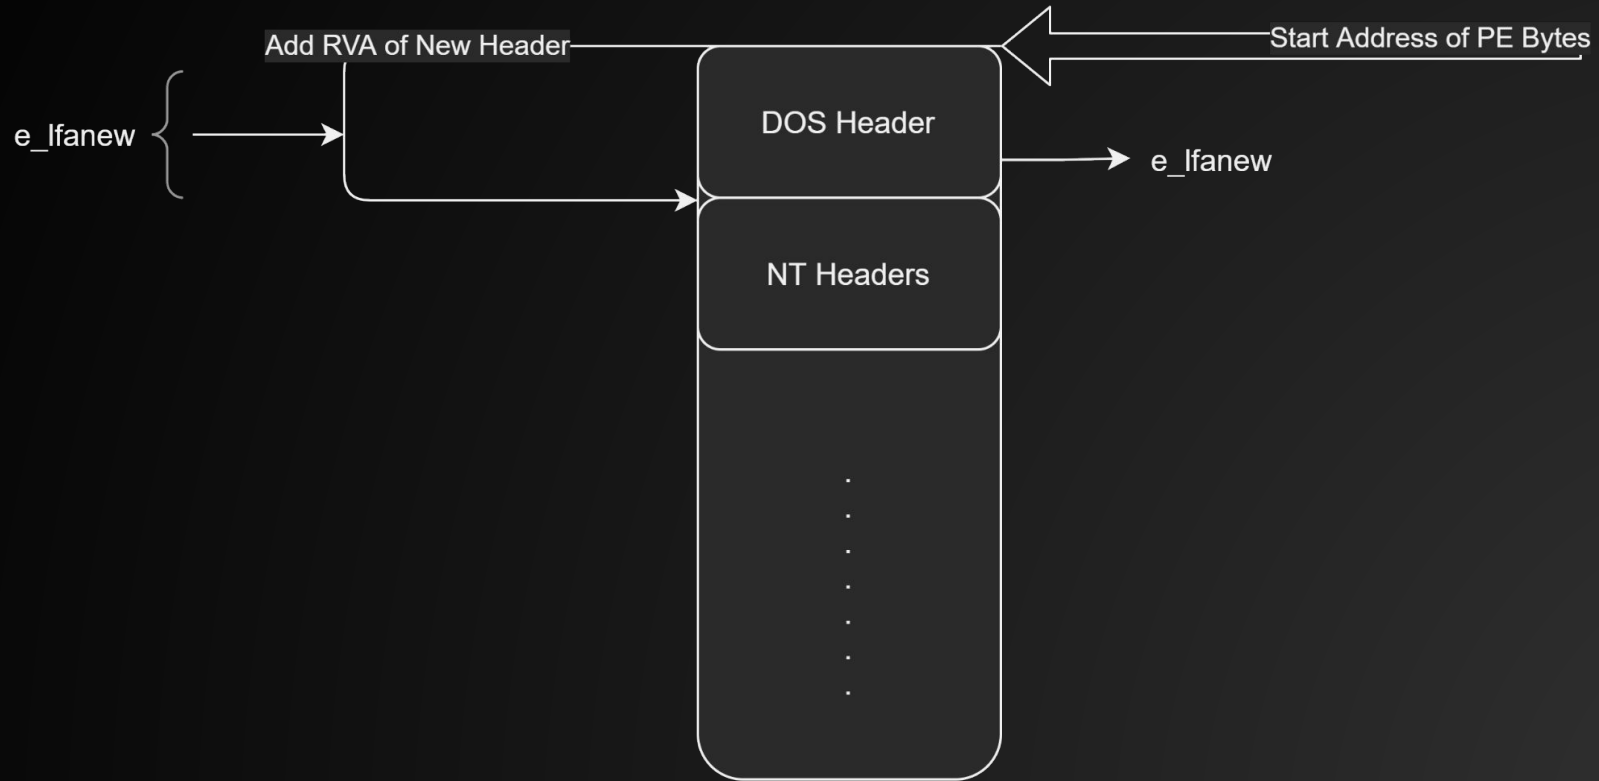 Add RVA of New Header
Start Address of PE Bytes
e_lfanew
DOS Header
e_lfanew
NT Headers
.
.
.
.
.
.
.